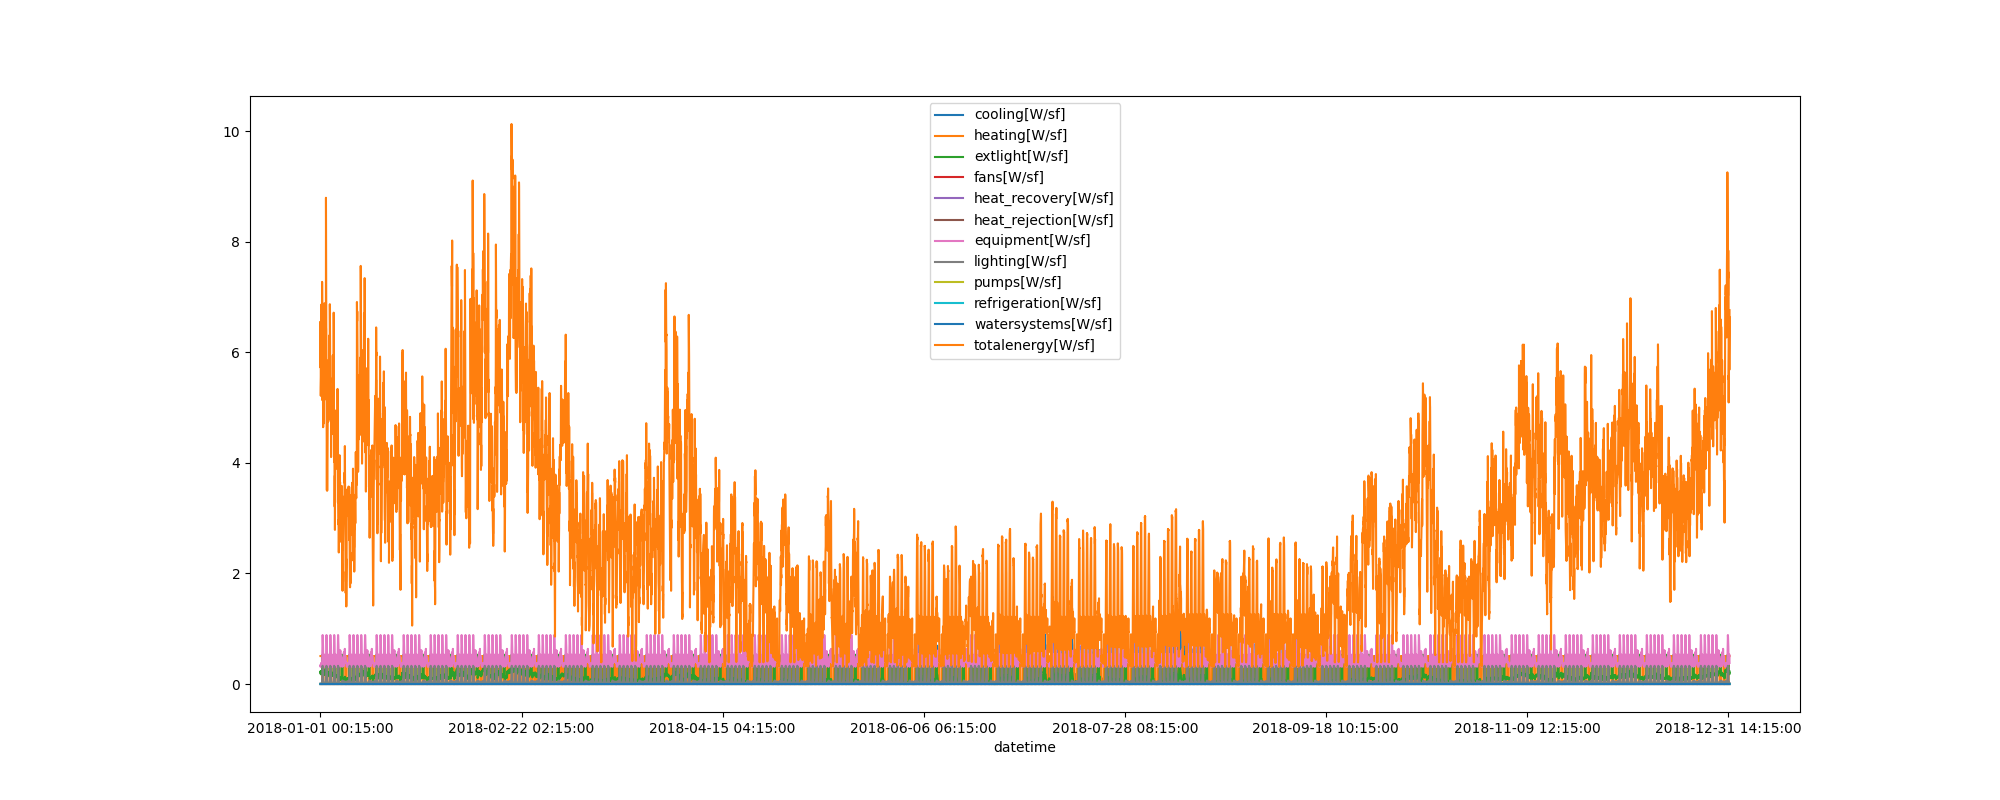 10
8
6
4
2
0
cooling[W/sf]
heating[W/sf]
extlight[W/sf]
fans[W/sf]
heat_recovery[W/sf]
heat_rejection[W/sf]
equipment[W/sf]
lighting[W/sf]
pumps[W/sf]
refrigeration[W/sf]
watersystems[W/sf]
totalenergy[W/sf]
2018-01-01 00:15:00 2018-02-22 02:15:00 2018-04-15 04:15:00 2018-06-06 06:15:00 2018-07-28 08:15:00 2018-09-18 10:15:00 2018-11-09 12:15:00 2018-12-31 14:15:00
datetime